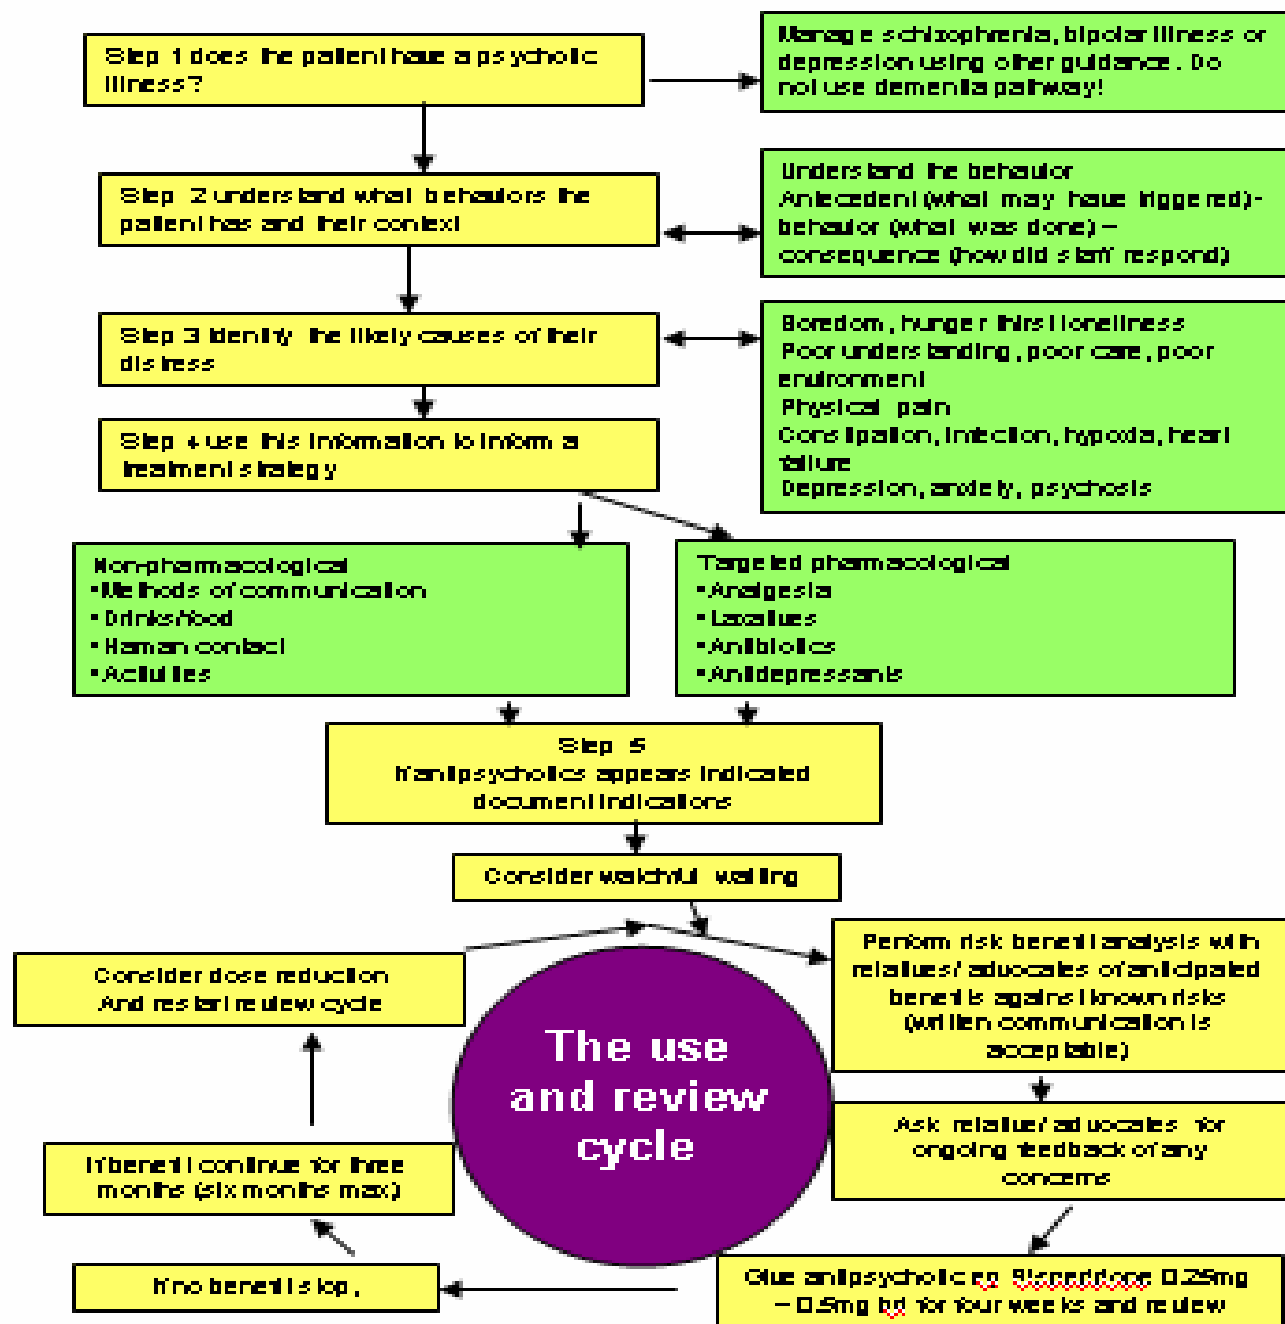 Step 1 does the patient have a psychotic
illness?
Manage schizophrenia, bipolar illness or
depression using other guidance. Do
not use dementia pathway!
Step 2 understand what behaviors the
patient has and their context
Understand the behavior
Antecedent (what may have triggered)-
behavior (what was done) –
consequence (how did staff respond)
Step 3 identify the likely causes of their
distress
Boredom, hunger thirst loneliness
Poor understanding, poor care, poor
environment
Physical pain
Constipation, infection, hypoxia, heart
failure
Depression, anxiety, psychosis
Step 4 use this information to inform a
treatment strategy
Non-pharmacological
•Methods of communication
•Drinks/food
•Human contact
•Activities
Targeted pharmacological
•Analgesia
•Laxatives
•Antibiotics
•Antidepressants
Step 5
If antipsychotics appears indicated
document indications
Consider watchful waiting
Perform risk benefit analysis with
relatives/ advocates of anticipated
benefits against known risks
(written communication is
acceptable)
Ask relative/ advocates for
ongoing feedback of any
concerns
Give antipsychotic eg Risperidone 0.25mg
– 0.5mg bd for four weeks and review
If no benefit stop,
If benefit continue for three
months (six months max)
Consider dose reduction
And restart review cycle
The use
and review
cycle